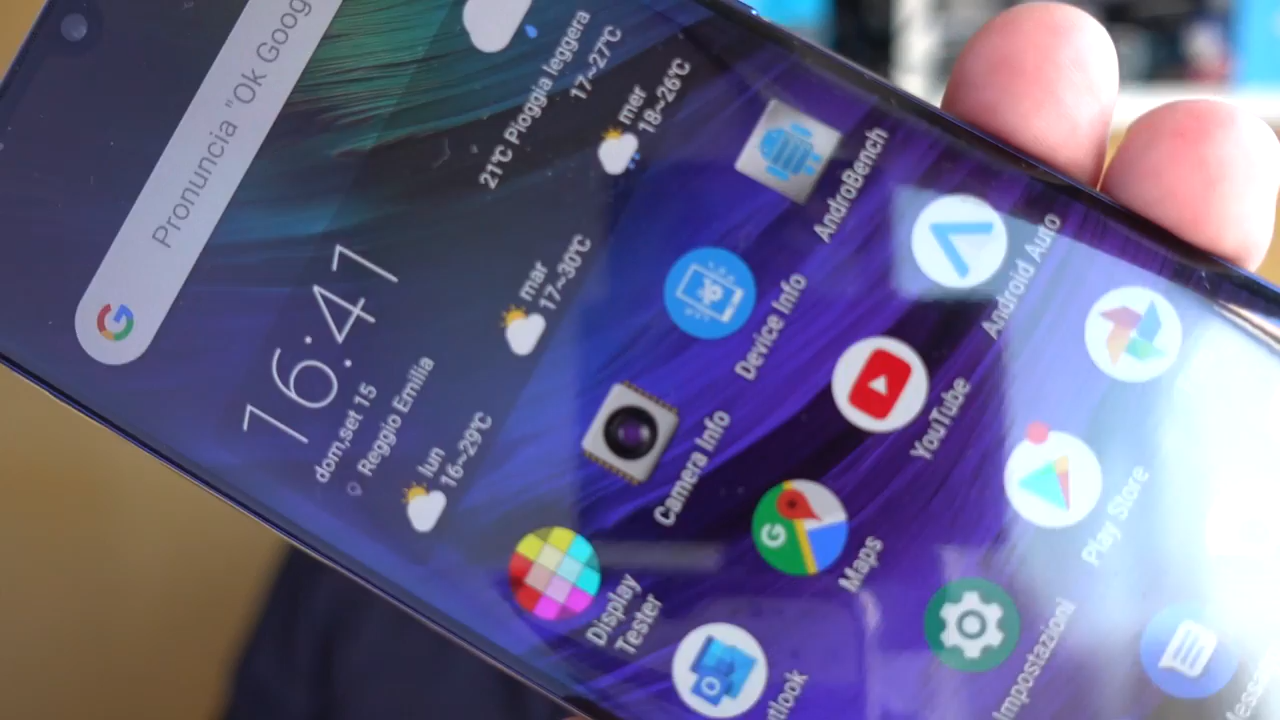 Pronuncia "Ok Goog
16:41
dom,set 15
Reggio Emilia
21°C Pioggia leggera
17~27°C
lun
16~29°C
mar
17~30°C
mer
18~26°C
Display
Tester
Camera Info
Device Info
AndroBench
tlook
Maps
YouTube
Android Auto
Impostazioni
Play Store